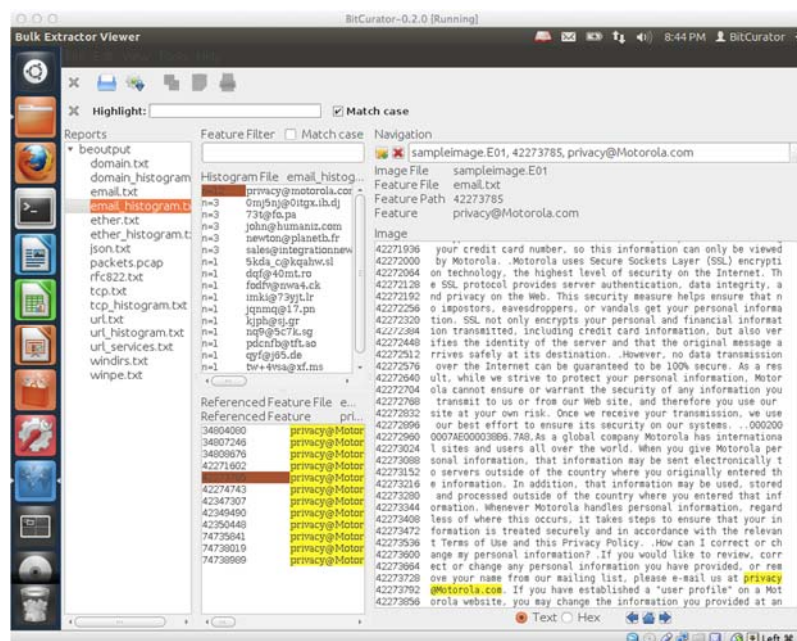 BitCurator-0.2.0 [Running]
Bulk Extractor Viewer
8:44 PM
BitCurator
Highlight:
Match case
Reports
beoutput
domain.txt
domain_histogram
email.txt
email_histogram.tx
ether.txt
ether_histogram.t
json.txt
packets.pcap
rfc822.txt
tcp.txt
tcp_histogram.txt
url.txt
url_histogram.txt
url_services.txt
windirs.txt
winpe.txt
Feature Filter
Match case
Histogram File email_histog...
privacy@motorola.cor
n=3 0mj5nj@0itgx.ib.dj
n=3 73t@fo.pa
n=3 john@humaniz.com
n=3 newton@planetb.fr
n=3 sales@integrationnew
n=1 5kda_c@kqahw.sl
n=1 dqf@40mt.ro
n=1 fodfv@nwa4.ck
n=1 imki@73yjt.lr
n=1 jqnmq@17.pn
n=1 kjph@sj.gr
n=1 nq9@5c7k.sg
n=1 pdcnfb@tft.ao
n=1 qyf@j65.de
n=1 tw+4vsa@xf.ms
Referenced Feature File e...
Referenced Feature pri...
34804080 privacy@Motor
34807246 privacy@Motor
34808676 privacy@Motor
42271602 privacy@Motor
privacy@Motor
42274743 privacy@Motor
42347307 privacy@Motor
42349490 privacy@Motor
42350448 privacy@Motor
74735841 privacy@Motor
74738019 privacy@Motor
74738989 privacy@Motor
Navigation
sampleimage.E01, 42273785, privacy@Motorola.com
Image File sampleimage.E01
Feature File email.txt
Feature Path 42273785
Feature privacy@Motorola.com
Image
42271936 your credit card number, so this information can only be viewed
42272000 by Motorola. .Motorola uses Secure Sockets Layer (SSL) encrypti
42272064 on technology, the highest level of security on the Internet. Th
42272128 e SSL protocol provides server authentication, data integrity, a
42272192 nd privacy on the Web. This security measure helps ensure that n
42272256 o impostors, eavesdroppers, or vandals get your personal informa
42272320 tion. SSL not only encrypts your personal and financial informat
42272384 ion transmitted, including credit card information, but also ver
42272448 ifies the identity of the server and that the original message a
42272512 rrives safely at its destination. .However, no data transmission
42272576 over the Internet can be guaranteed to be 100% secure. As a res
42272640 ult, while we strive to protect your personal information, Motor
42272704 ola cannot ensure or warrant the security of any information you
42272768 transmit to us or from our Web site, and therefore you use our
42272832 site at your own risk. Once we receive your transmission, we use
42272896 our best effort to ensure its security on our systems. ..000200
42272960 0007AE000038B6.7A8.As a global company Motorola has internationa
42273024 l sites and users all over the world. When you give Motorola per
42273088 sonal information, that information may be sent electronically t
42273152 o servers outside of the country where you originally entered th
42273216 e information. In addition, that information may be used, stored
42273280 and processed outside of the country where you entered that inf
42273344 ormation. Whenever Motorola handles personal information, regard
42273408 less of where this occurs, it takes steps to ensure that your in
42273472 formation is treated securely and in accordance with the relevan
42273536 t Terms of Use and this Privacy Policy. .How can I correct or ch
42273600 ange my personal information? .If you would like to review, corr
42273664 ect or change any personal information you have provided, or rem
42273728 ove your name from our mailing list, please e-mail us at privacy
42273792 @Motorola.com. If you have established a "user profile" on a Mot
42273856 orola website, you may change the information you provided at an
Text
Hex
Left ⌘